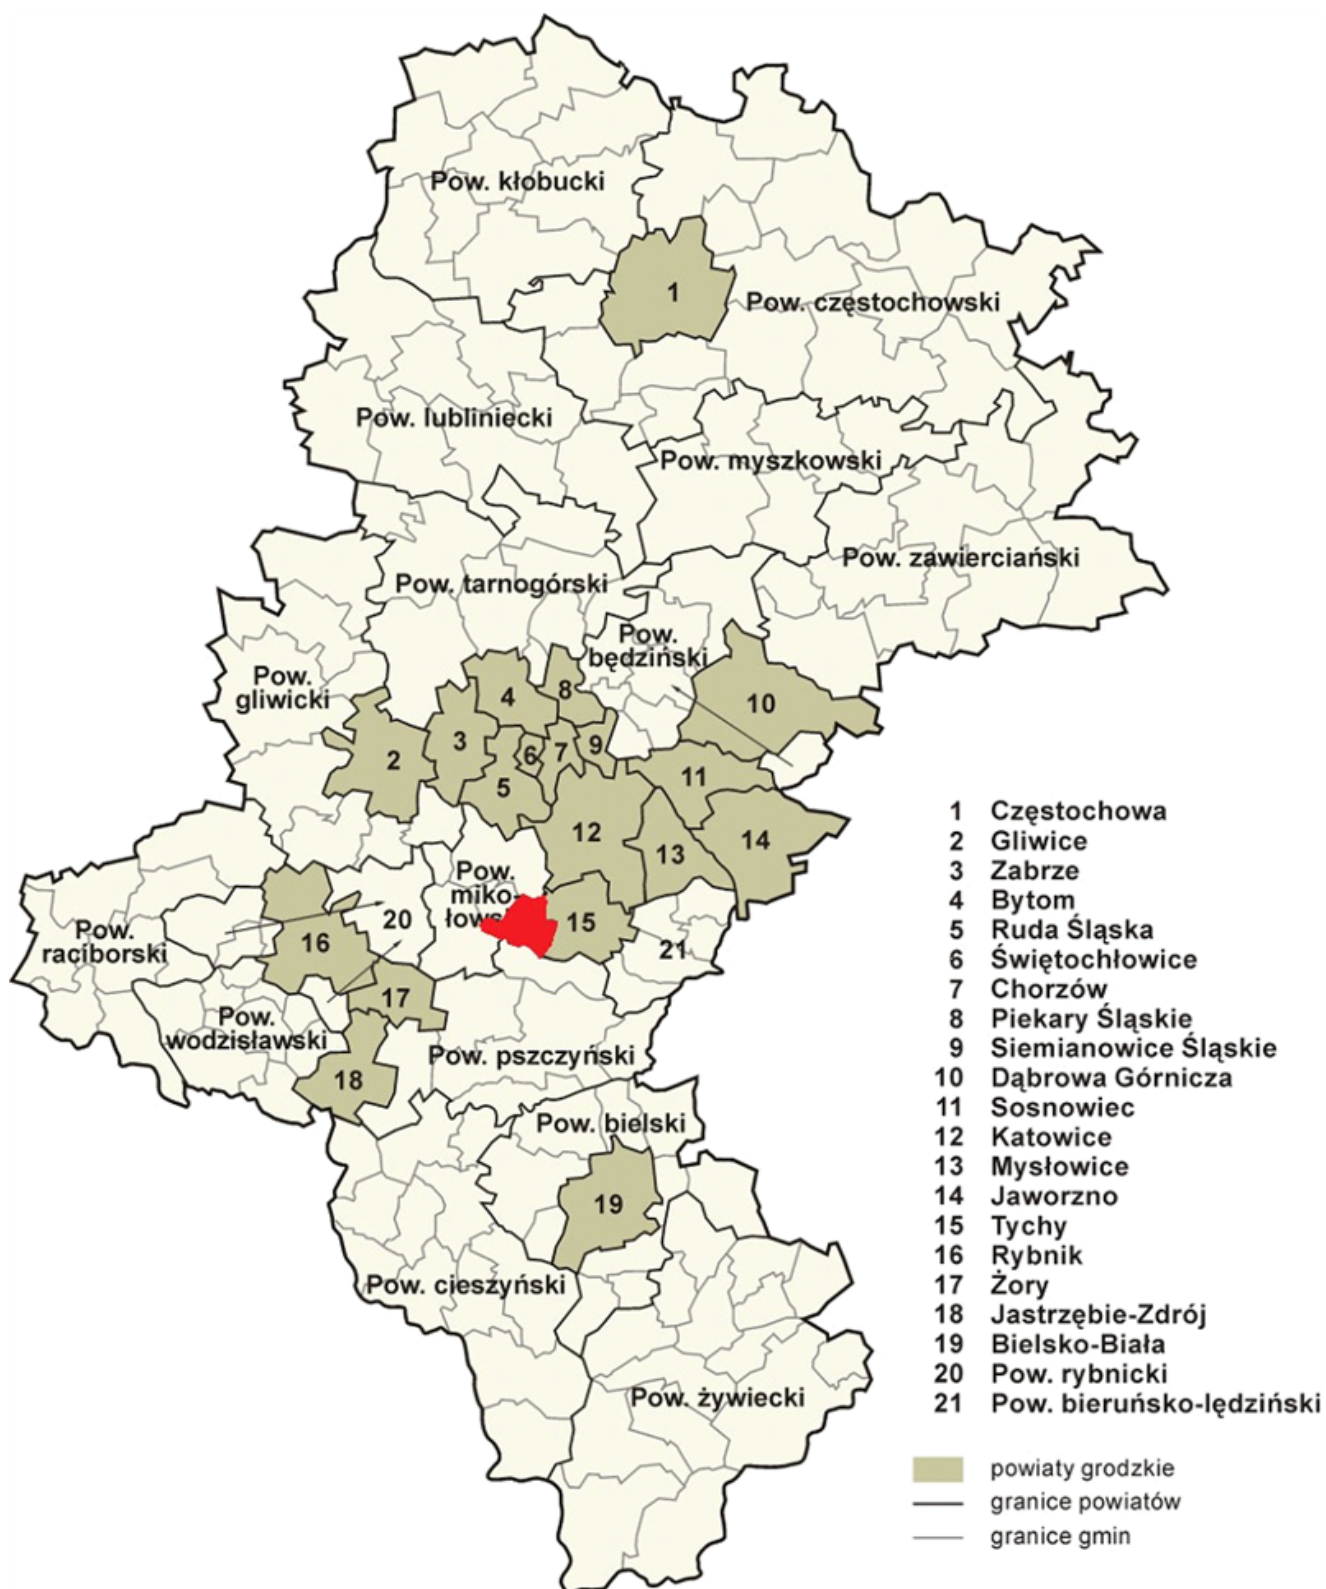 Pow. kłobucki
1
Pow. częstochowski
Pow. lubliniecki
Pow. myszkowski
Pow. zawierciański
Pow. tarnogórski
Pow.
będziński
Pow.
gliwicki
4
8
10
3
9
6
7
2
11
5
12
14
13
Pow.
miko-
20
15
Pow.
raciborski
16
21
17
Pow.
wodzisławski
Pow. pszczyński
18
Pow. bielski
19
Pow. cieszyński
Pow. żywiecki
1 Częstochowa
2 Gliwice
3 Zabrze
4 Bytom
5 Ruda Śląska
6 Świętochłowice
7 Chorzów
8 Piekary Śląskie
9 Siemianowice Śląskie
10 Dąbrowa Górnicza
11 Sosnowiec
12 Katowice
13 Mysłowice
14 Jaworzno
15 Tychy
16 Rybnik
17 Żory
18 Jastrzębie-Zdrój
19 Bielsko-Biała
20 Pow. rybnicki
21 Pow. bieruńsko-lędziński
powiaty grodzkie
granice powiatów
granice gmin